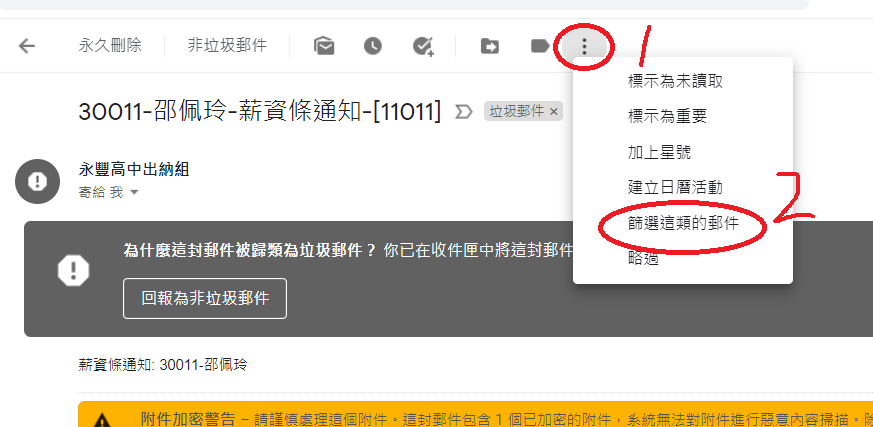 永久刪除 非垃圾郵件
1
標示為未讀取
標示為重要
加上星號
建立日曆活動
篩選這類的郵件
2
略過
30011-邵佩玲-薪資條通知-[11011] 垃圾郵件 ×
永豐高中出納組
寄給 我
為什麼這封郵件被歸類為垃圾郵件？ 你已在收件匣中將這封郵件
回報為非垃圾郵件
薪資條通知: 30011-邵佩玲
附件加密警告 – 請謹慎處理這個附件。這封郵件包含 1 個已加密的附件，系統無法對附件進行惡意內容掃描。除